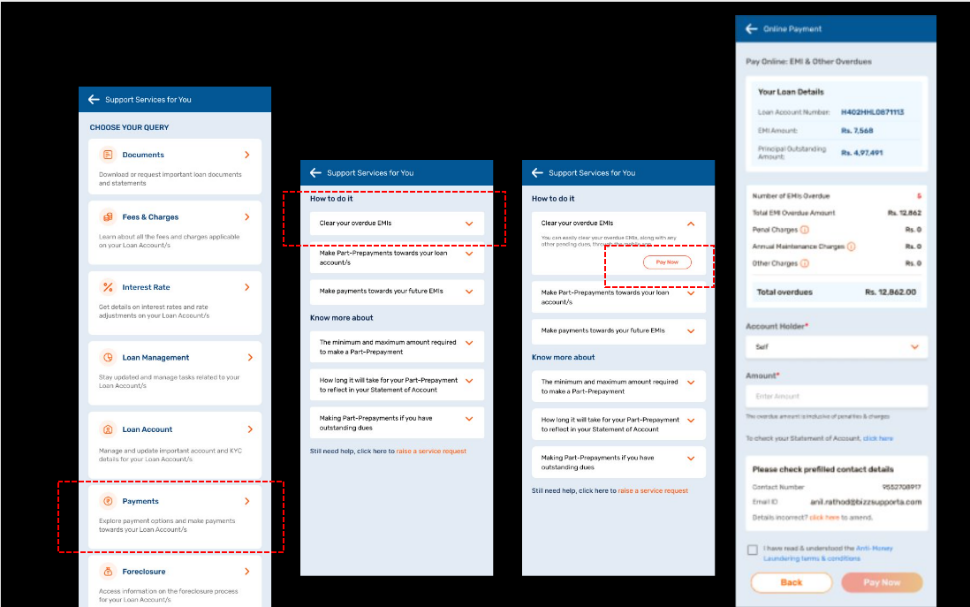 Support Services for You
CHOOSE YOUR QUERY
Documents
Download or request important loan documents
and statements
Fees & Charges
Learn about all the fees and charges applicable
on your Loan Account/s
Interest Rate
Get details on interest rates and rate
adjustments on your Loan Account/s
Loan Management
Stay updated and manage tasks related to your
Loan Account/s
Loan Account
Manage and update important account and KYC
details for your Loan Account/s
Payments
Explore payment options and make payments
towards your Loan Account/s
Foreclosure
Access information on the foreclosure process
for your Loan Account/s
Support Services for You
How to do it
Clear your overdue EMIs
Make Part-Prepayments towards your loan
account/s
Make payments towards your future EMIs
Know more about
The minimum and maximum amount required
to make a Part-Prepayment
How long it will take for your Part-Prepayment
to reflect in your Statement of Account
Making Part-Prepayments if you have
outstanding dues
Still need help, click here to raise a service request
Support Services for You
How to do it
Clear your overdue EMIs
You can easily clear your overdue EMIs, along with any
other pending dues, through the
Pay Now
Make Part-Prepayments towards your loan
account/s
Make payments towards your future EMIs
Know more about
The minimum and maximum amount required
to make a Part-Prepayment
How long it will take for your Part-Prepayment
to reflect in your Statement of Account
Making Part-Prepayments if you have
outstanding dues
Still need help, click here to raise a service request
Online Payment
Pay Online: EMI & Other Overdues
Your Loan Details
Loan Account Number: H402HHL0871113
EMI Amount: Rs. 7,568
Principal Outstanding
Amount: Rs. 4,97,491
Number of EMIs Overdue 5
Total EMI Overdue Amount Rs. 12,862
Penal Charges Rs. 0
Annual Maintenance Charges Rs. 0
Other Charges Rs. 0
Total overdues Rs. 12,862.00
Account Holder*
Self
Amount*
Enter Amount
The overdue amount is inclusive of penalties & charges
To check your Statement of Account, click here
Please check prefilled contact details
Contact Number 9552708917
Email ID anil.rathod@bizzsupporta.com
Details incorrect? click here to amend.
I have read & understood the Anti-Money
Laundering terms & conditions
Back
Pay Now